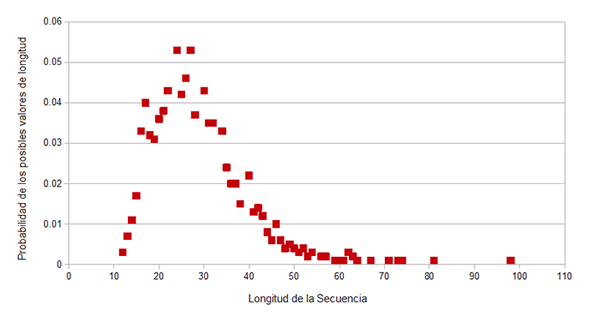 Probabilidad de los posibles valores de longitud
0.06
0.05
0.04
0.03
0.02
0.01
0
0 10 20 30 40 50 60 70 80 90 100 110
Longitud de la Secuencia